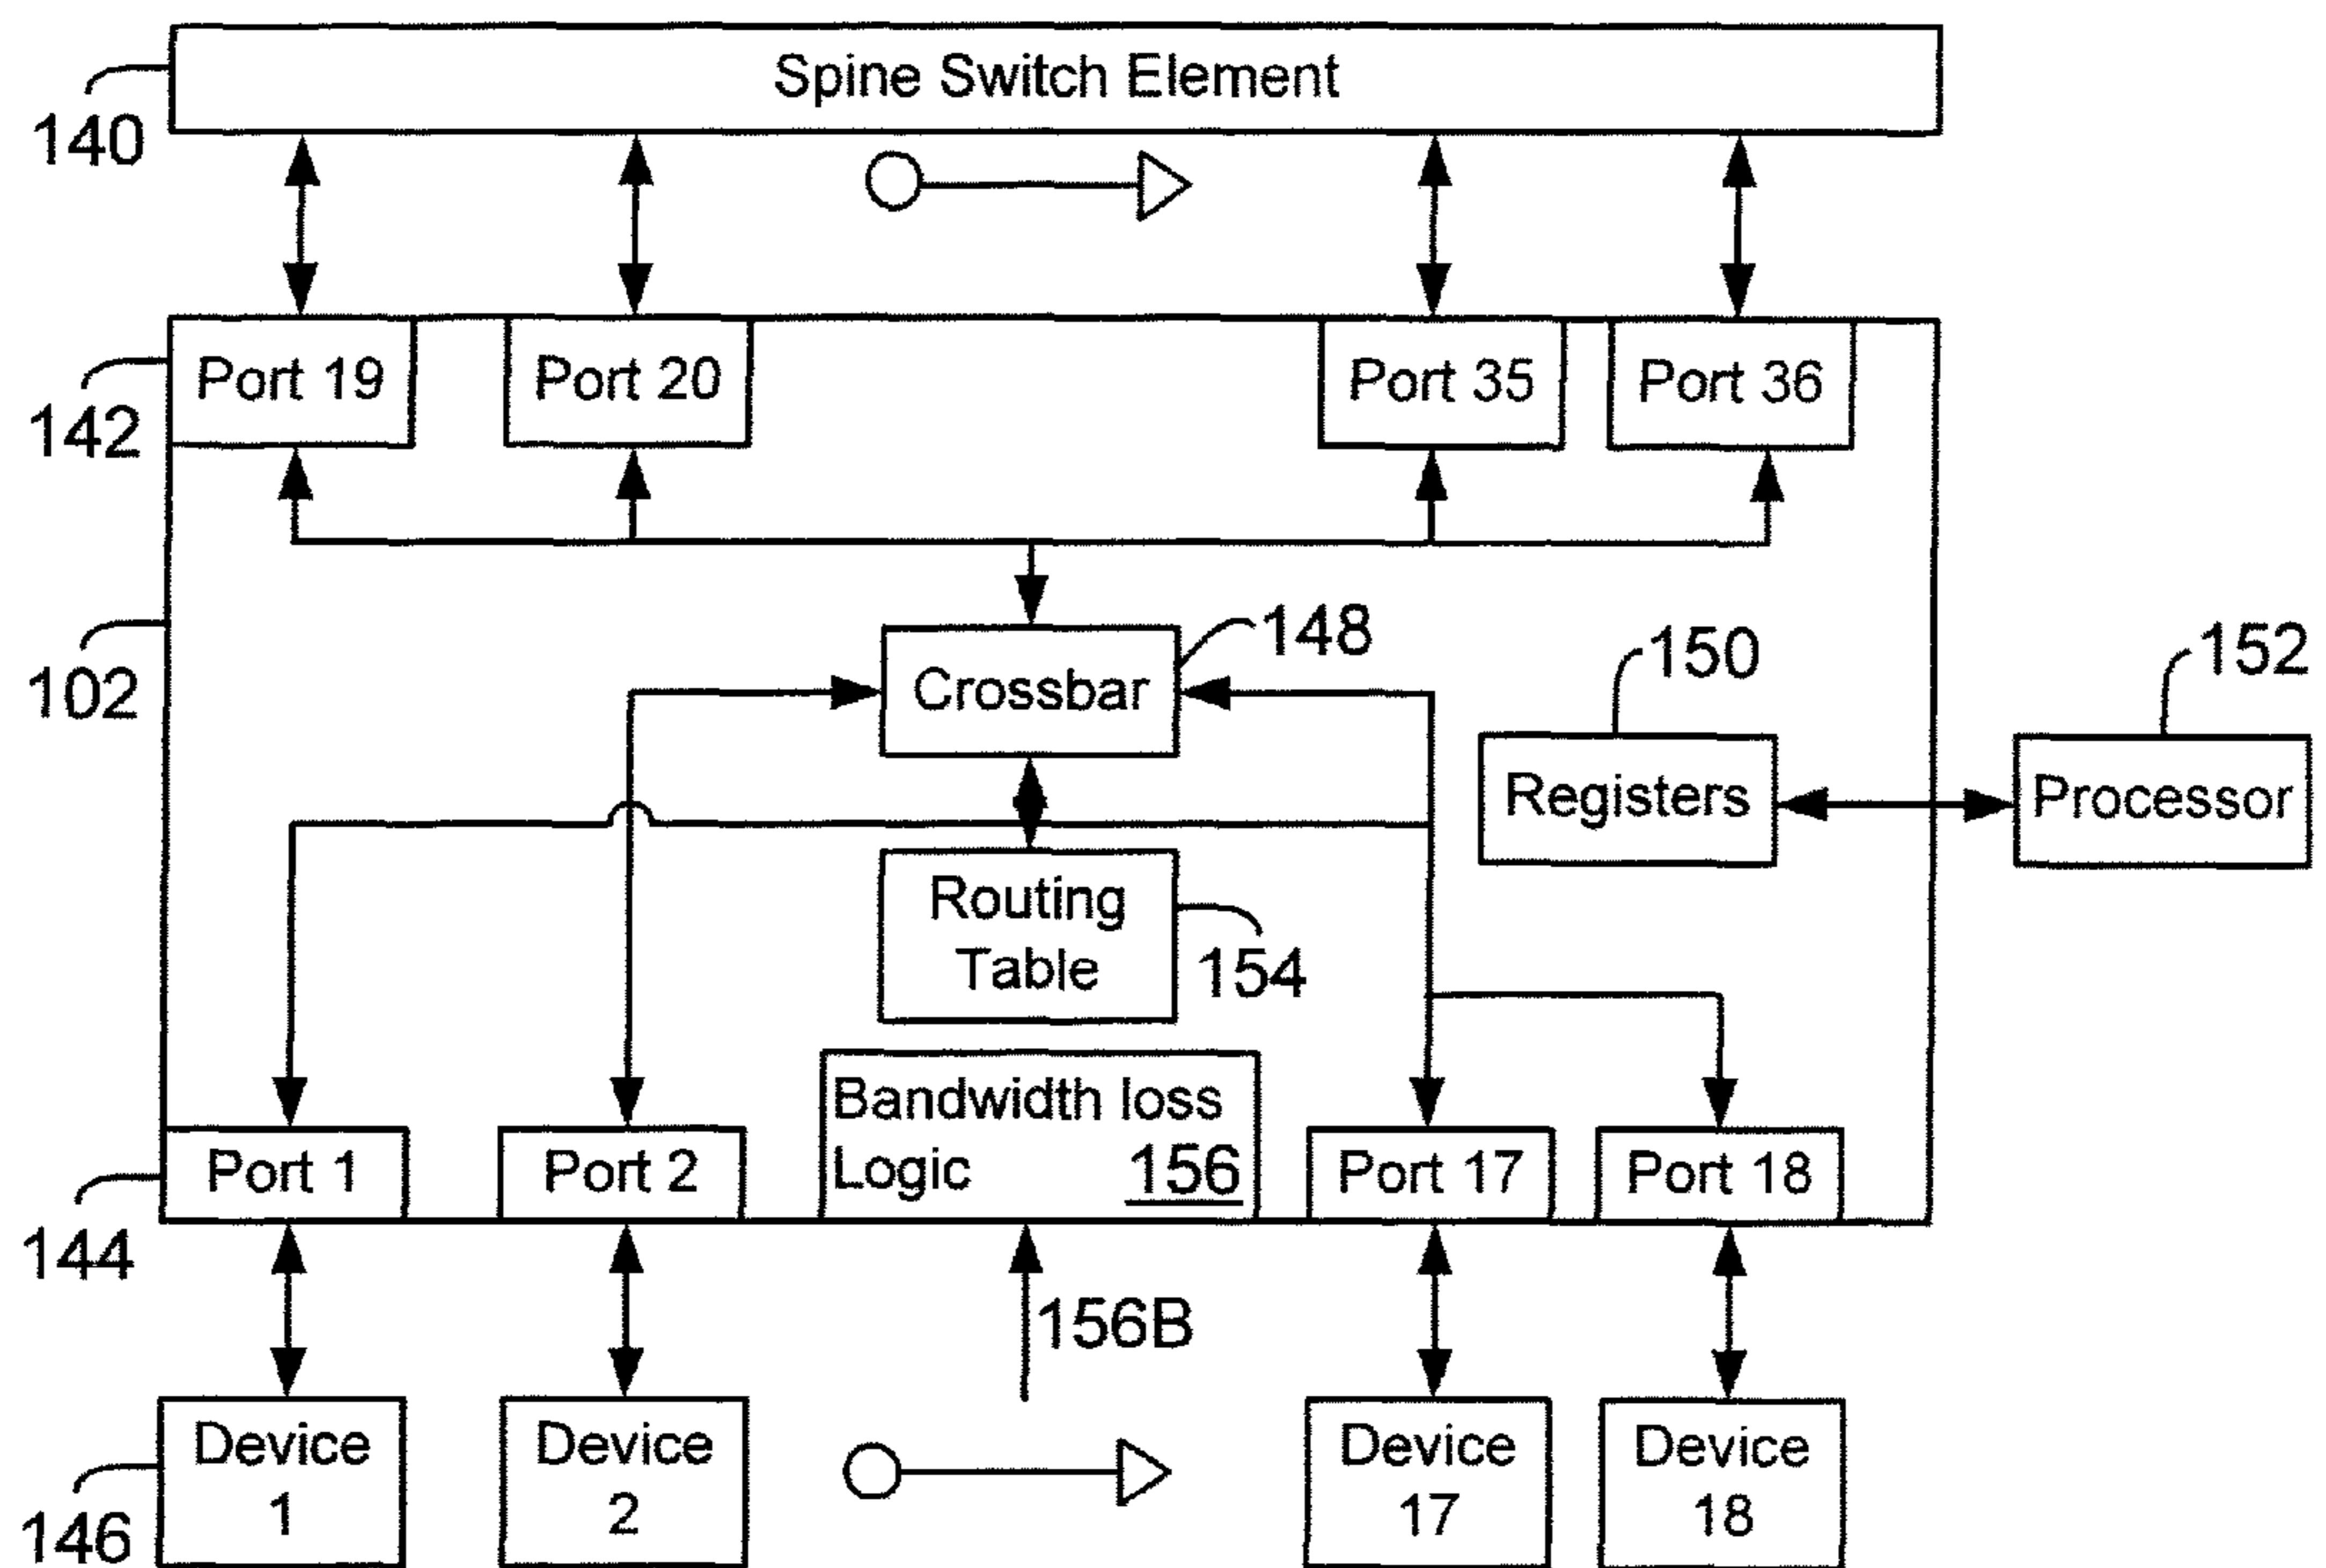 Spine Switch Element
140
Port 19
Port 20
Port 35
Port 36
142
148
150
152
102
Crossbar
Registers
Processor
Routing
Table
154
Bandwidth loss
Logic 156
Port 1
Port 2
Port 17
Port 18
144
156B
Device
1
Device
2
Device
17
Device
18
146